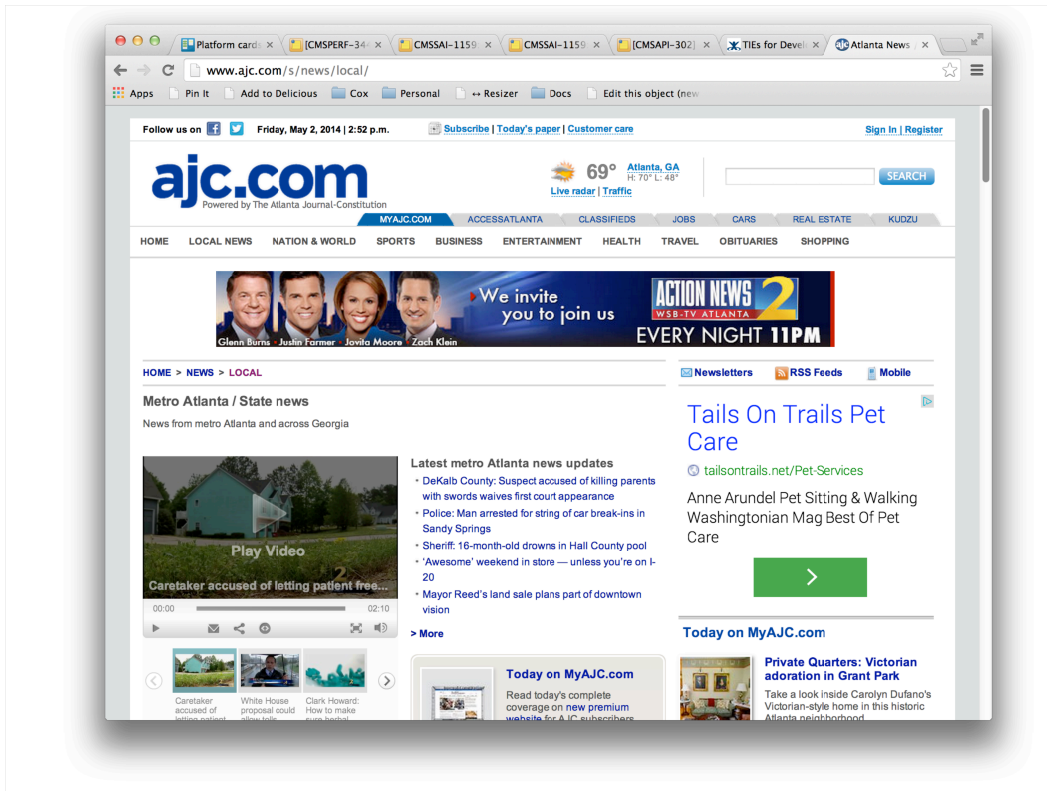 Platform card
[CMSPERF-34
CMSSAI-1159
CMSSAI-1159
[CMSAPI-302]
TIEs for Devel
Atlanta News /
www.ajc.com/s/news/local/
Apps Pin It Add to Delicious Cox Personal ↔ Resizer Docs Edit this object (new
Follow us on Friday, May 2, 2014 | 2:52 p.m. Subscribe | Today's paper | Customer care Sign In | Register
ajc.com
Powered by The Atlanta Journal-Constitution
69° Atlanta, GA
H: 70° L: 48°
Live radar | Traffic
SEARCH
MYAJC.COM ACCESSATLANTA CLASSIFIEDS JOBS CARS REAL ESTATE KUDZU
HOME LOCAL NEWS NATION & WORLD SPORTS BUSINESS ENTERTAINMENT HEALTH TRAVEL OBITUARIES SHOPPING
We invite
you to join us
ACTION NEWS 2
WSB-TV ATLANTA
EVERY NIGHT 11PM
Glenn Burns Justin Farmer Jovita Moore Zach Klein
HOME > NEWS > LOCAL
Newsletters RSS Feeds Mobile
Metro Atlanta / State news
News from metro Atlanta and across Georgia
Play Video
2
Caretaker accused of letting patient free...
00:00 02:10
Caretaker
accused of
letting patient
White House
proposal could
allow tolls
Clark Howard:
How to make
sure herbal
Latest metro Atlanta news updates
• DeKalb County: Suspect accused of killing parents
with swords waives first court appearance
• Police: Man arrested for string of car break-ins in
Sandy Springs
• Sheriff: 16-month-old drowns in Hall County pool
• 'Awesome' weekend in store — unless you're on I-
20
• Mayor Reed's land sale plans part of downtown
vision
> More
Today on MyAJC.com
Read today's complete
coverage on new premium
website for AJC subscribers
Tails On Trails Pet
Care
tailsontrails.net/Pet-Services
Anne Arundel Pet Sitting & Walking
Washingtonian Mag Best Of Pet
Care
Today on MyAJC.com
Private Quarters: Victorian
adoration in Grant Park
Take a look inside Carolyn Dufano's
Victorian-style home in this historic
Atlanta neighborhood